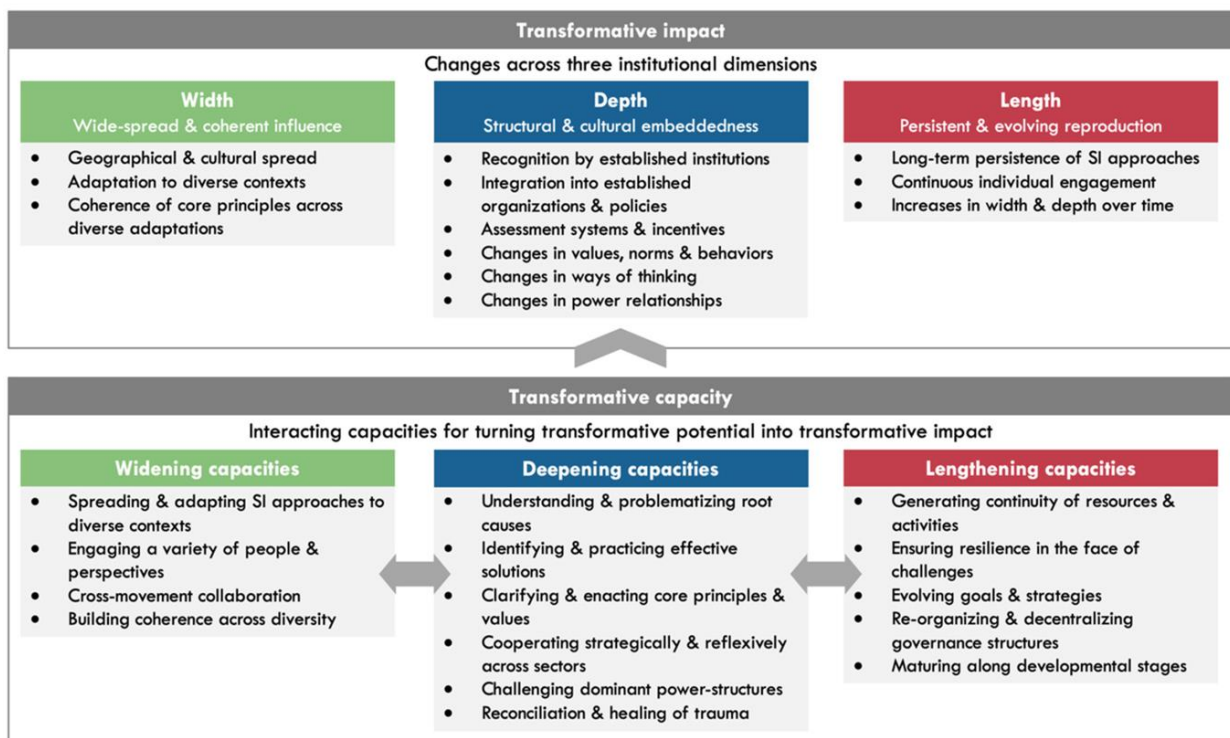 Transformative impact
Changes across three institutional dimensions
Width
Wide-spread & coherent influence
• Geographical & cultural spread
• Adaptation to diverse contexts
• Coherence of core principles across
diverse adaptations
Depth
Structural & cultural embeddedness
• Recognition by established institutions
• Integration into established
organizations & policies
• Assessment systems & incentives
• Changes in values, norms & behaviors
• Changes in ways of thinking
• Changes in power relationships
Length
Persistent & evolving reproduction
• Long-term persistence of SI approaches
• Continuous individual engagement
• Increases in width & depth over time
Transformative capacity
Interacting capacities for turning transformative potential into transformative impact
Widening capacities
• Spreading & adapting SI approaches to
diverse contexts
• Engaging a variety of people &
perspectives
• Cross-movement collaboration
• Building coherence across diversity
Deepening capacities
• Understanding & problematizing root
causes
• Identifying & practicing effective
solutions
• Clarifying & enacting core principles &
values
• Cooperating strategically & reflexively
across sectors
• Challenging dominant power-structures
• Reconciliation & healing of trauma
Lengthening capacities
• Generating continuity of resources &
activities
• Ensuring resilience in the face of
challenges
• Evolving goals & strategies
• Re-organizing & decentralizing
governance structures
• Maturing along developmental stages